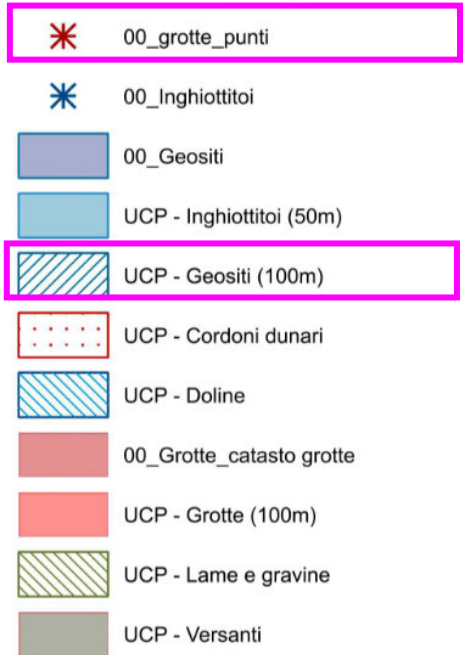 00_grotte_punti
00_Inghiottitoi
00_Geositi
UCP - Inghiottitoi (50m)
UCP - Geositi (100m)
UCP - Cordoni dunari
UCP - Doline
00_Grotte_catasto grotte
UCP - Grotte (100m)
UCP - Lame e gravine
UCP - Versanti